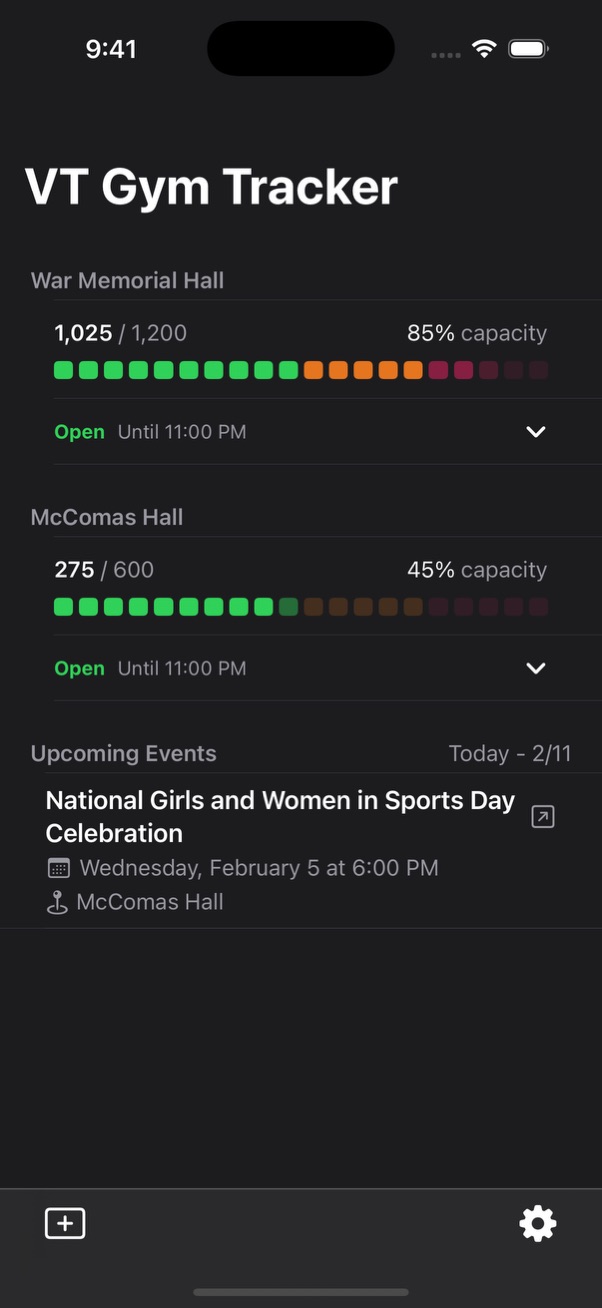 9:41
VT Gym Tracker
War Memorial Hall
1,025 / 1,200 85% capacity
Open Until 11:00 PM
McComas Hall
275 / 600 45% capacity
Open Until 11:00 PM
Upcoming Events Today - 2/11
National Girls and Women in Sports Day
Celebration
Wednesday, February 5 at 6:00 PM
McComas Hall